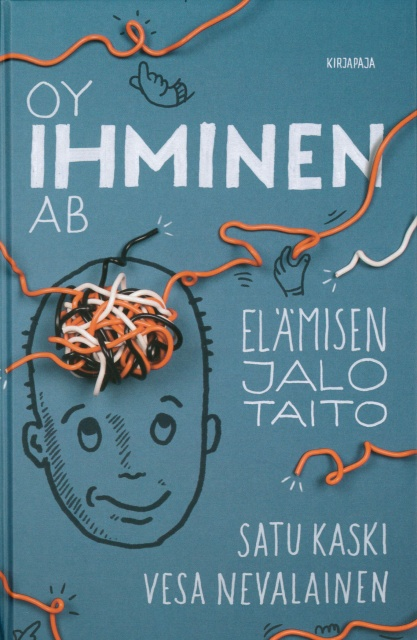 KIRJAPAJA
OY
IHMINEN
AB
ELÄMISEN
JALO
TAITO
SATU KASKI
VESA NEVALAINEN